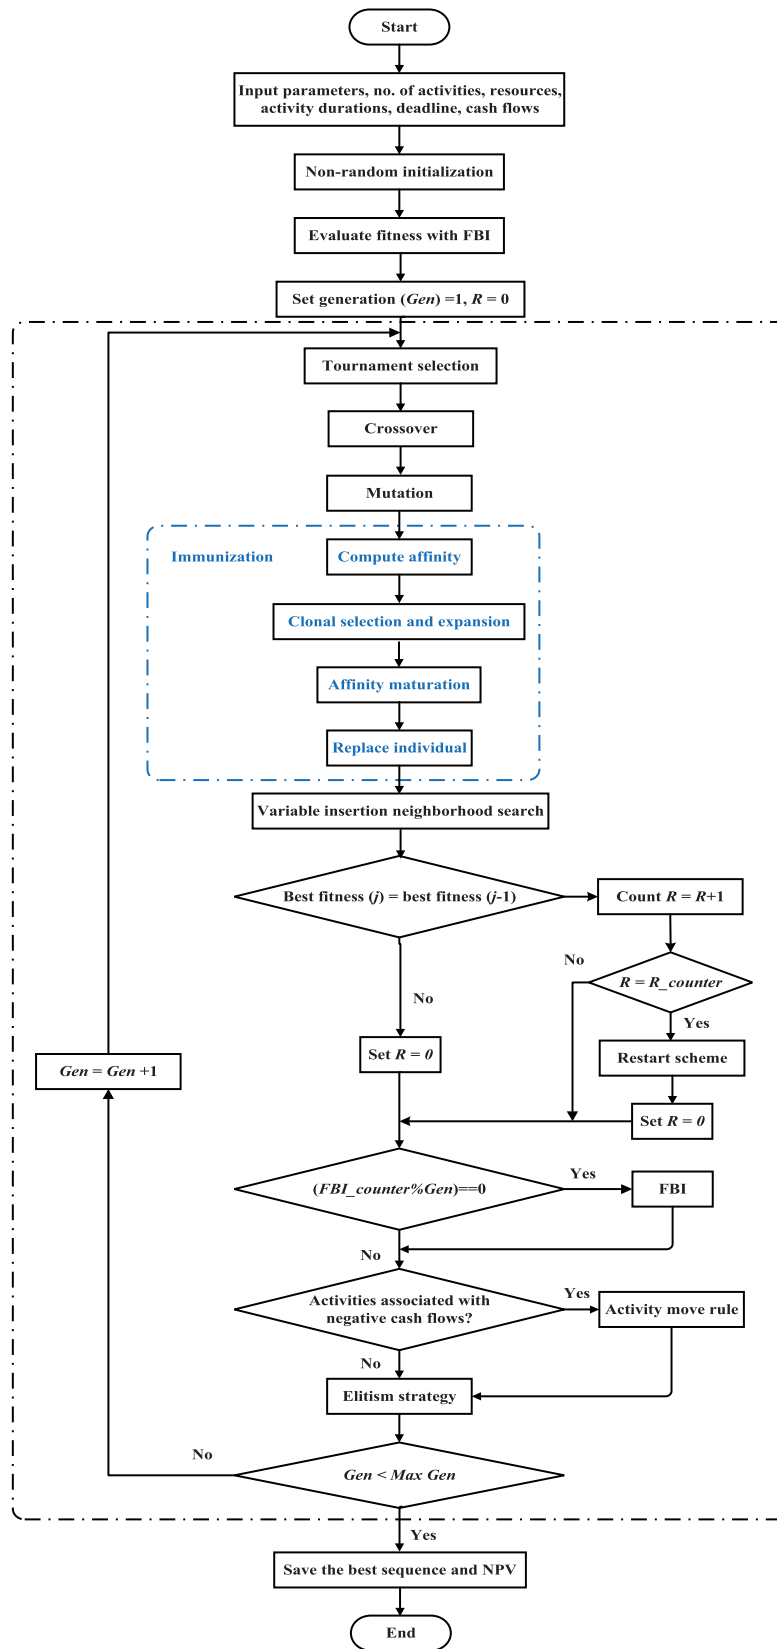 Start
Input parameters, no. of activities, resources,
activity durations, deadline, cash flows
Non-random initialization
Evaluate fitness with FBI
Set generation (Gen) =1, R = 0
Tournament selection
Crossover
Mutation
Immunization
Compute affinity
Clonal selection and expansion
Affinity maturation
Replace individual
Variable insertion neighborhood search
Best fitness (j) = best fitness (j-1)
Count R = R+1
No
R = R_counter
No
Yes
Set R = 0
Restart scheme
Gen = Gen +1
Set R = 0
(FBI_counter%Gen)==0
Yes
FBI
No
Activities associated with
negative cash flows?
Yes
Activity move rule
No
Elitism strategy
No
Gen < Max Gen
Yes
Save the best sequence and NPV
End